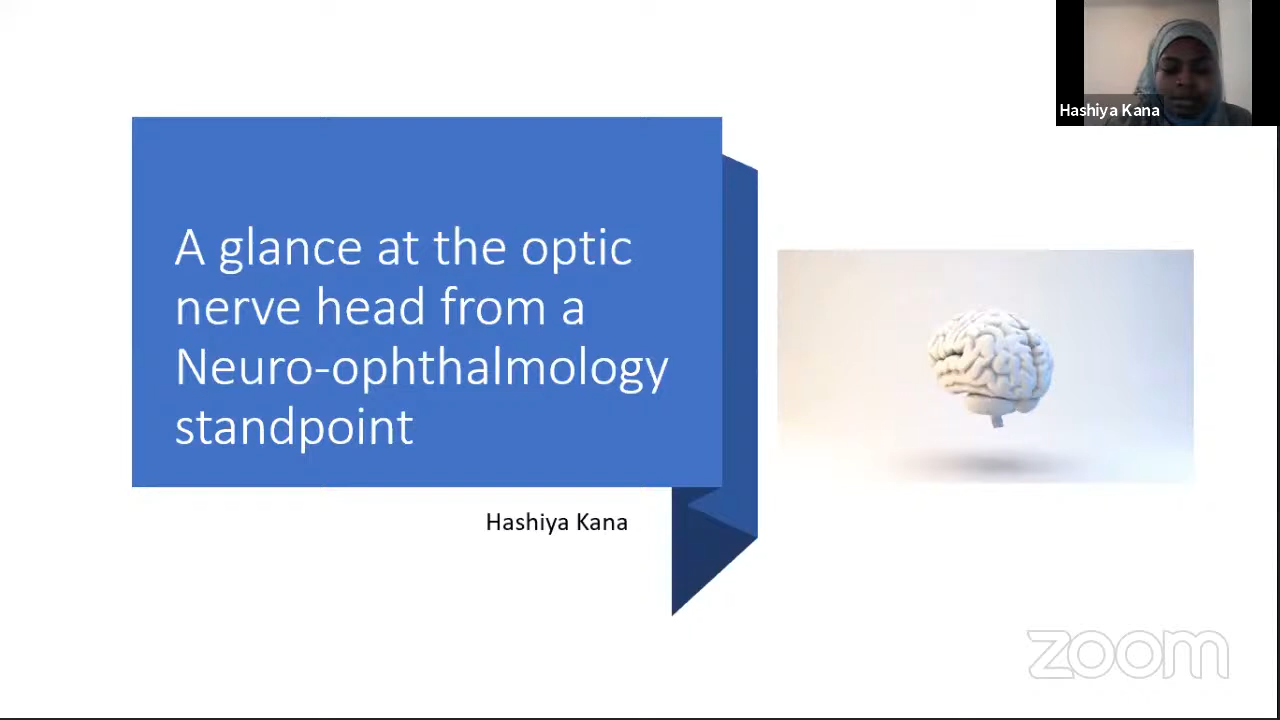 Hashiya Kana
A glance at the optic
nerve head from a
Neuro-ophthalmology
standpoint
Hashiya Kana
zoom